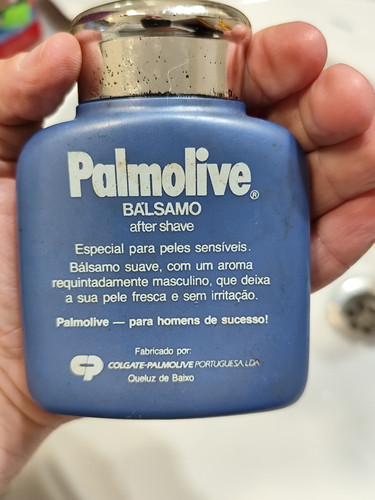 Palmolive®
BÁLSAMO
after shave
Especial para peles sensíveis.
Bálsamo suave, com um aroma
requintadamente masculino, que deixa
a sua pele fresca e sem irritação.
Palmolive — para homens de sucesso!
Fabricado por:
CP COLGATE-PALMOLIVE PORTUGUESA LDA
Queluz de Baixo